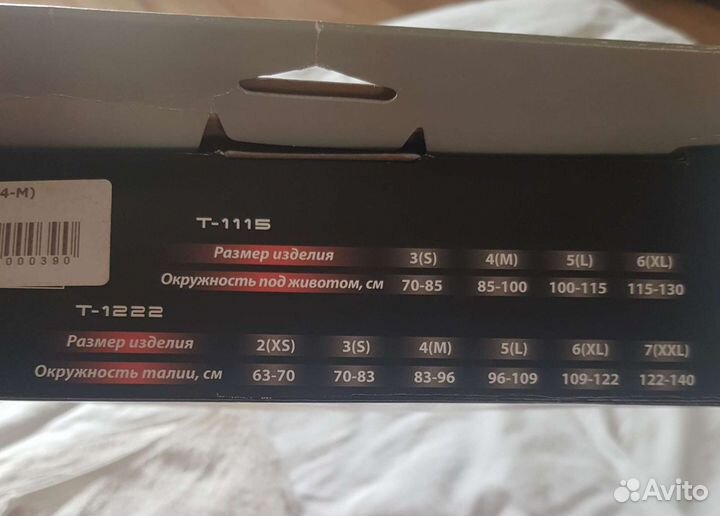 4-M)
000390
T-1115
Размер изделия 3(S) 4(M) 5(L) 6(XL)
Окружность под животом, см 70-85 85-100 100-115 115-130
T-1222
Размер изделия 2(XS) 3(S) 4(M) 5(L) 6(XL) 7(XXL)
Окружность талии, см 63-70 70-83 83-96 96-109 109-122 122-140
Avito